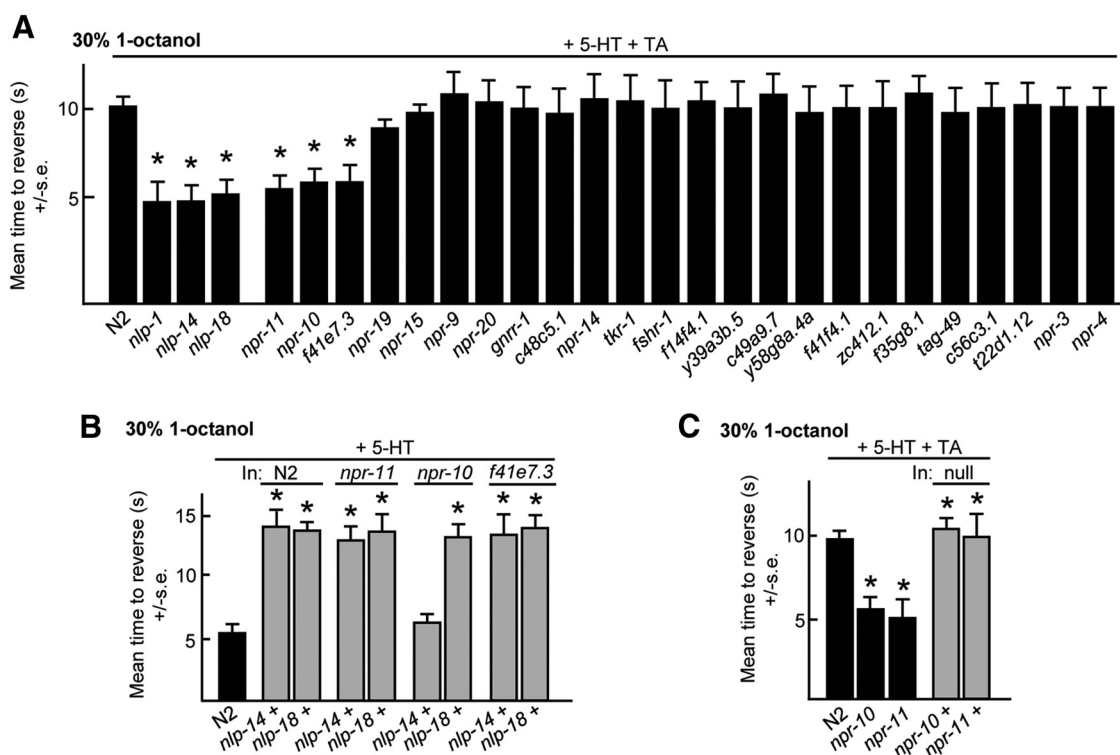 A
30% 1-octanol
+ 5-HT + TA
Mean time to reverse (s)
+/-s.e.
10
5
* * * * * *
N2 nlp-1 nlp-14 nlp-18 npr-11 npr-10 f41e7.3 npr-19 npr-15 npr-9 npr-20 gnrr-1 c48c5.1 npr-14 tkr-1 fshr-1 f14f4.1 y39a3b.5 c49a9.7 y58g8a.4a f41f4.1 zc412.1 f35g8.1 tag-49 c56c3.1 t22d1.12 npr-3 npr-4
B
30% 1-octanol
+ 5-HT
In: N2 npr-11 npr-10 f41e7.3
Mean time to reverse (s)
+/-s.e.
15
10
5
* * * * * * *
N2 nlp-14 + nlp-18 + nlp-14 + nlp-18 + nlp-14 + nlp-18 + nlp-14 + nlp-18 +
C
30% 1-octanol
+ 5-HT + TA
In: null
Mean time to reverse (s)
+/-s.e.
10
5
* * * *
N2 npr-10 npr-11 npr-10 + npr-11 +